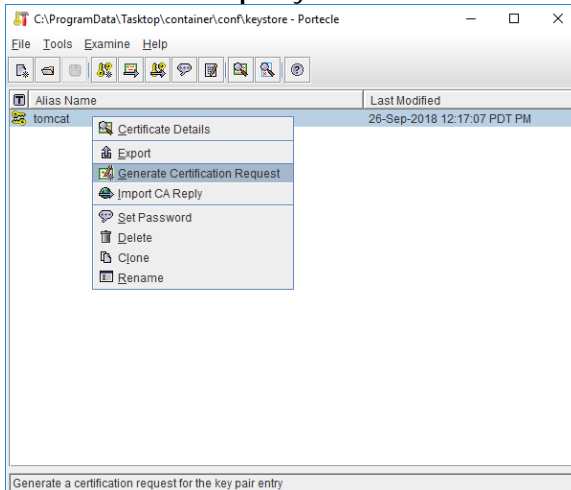 C:\ProgramData\Tasktop\container\conf\keystore - Portecle
File Tools Examine Help
Alias Name Last Modified
tomcat 26-Sep-2018 12:17:07 PDT PM
Certificate Details
Export
Generate Certification Request
Import CA Reply
Set Password
Delete
Clone
Rename
Generate a certification request for the key pair entry